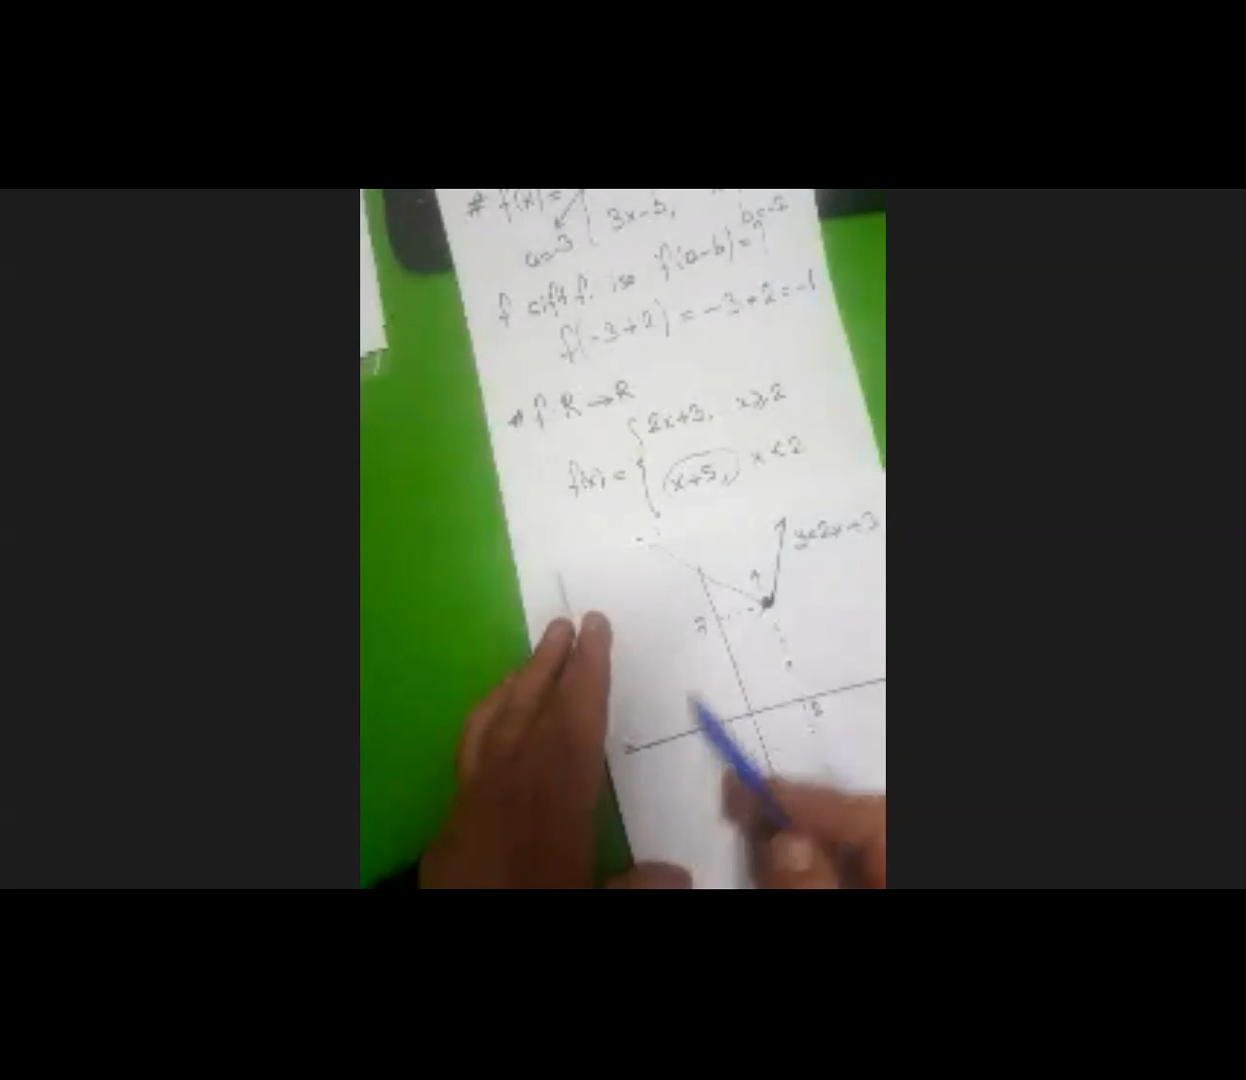 # f(x) =
3x-5,
a=-3
b=-2
f çift f. ise f(a-b)=?
f(-3+2) = -3+2=-1
# f: R→R
f(x) = { 2x+3, x≥2
x+5, x<2
y=2x+3
7
2